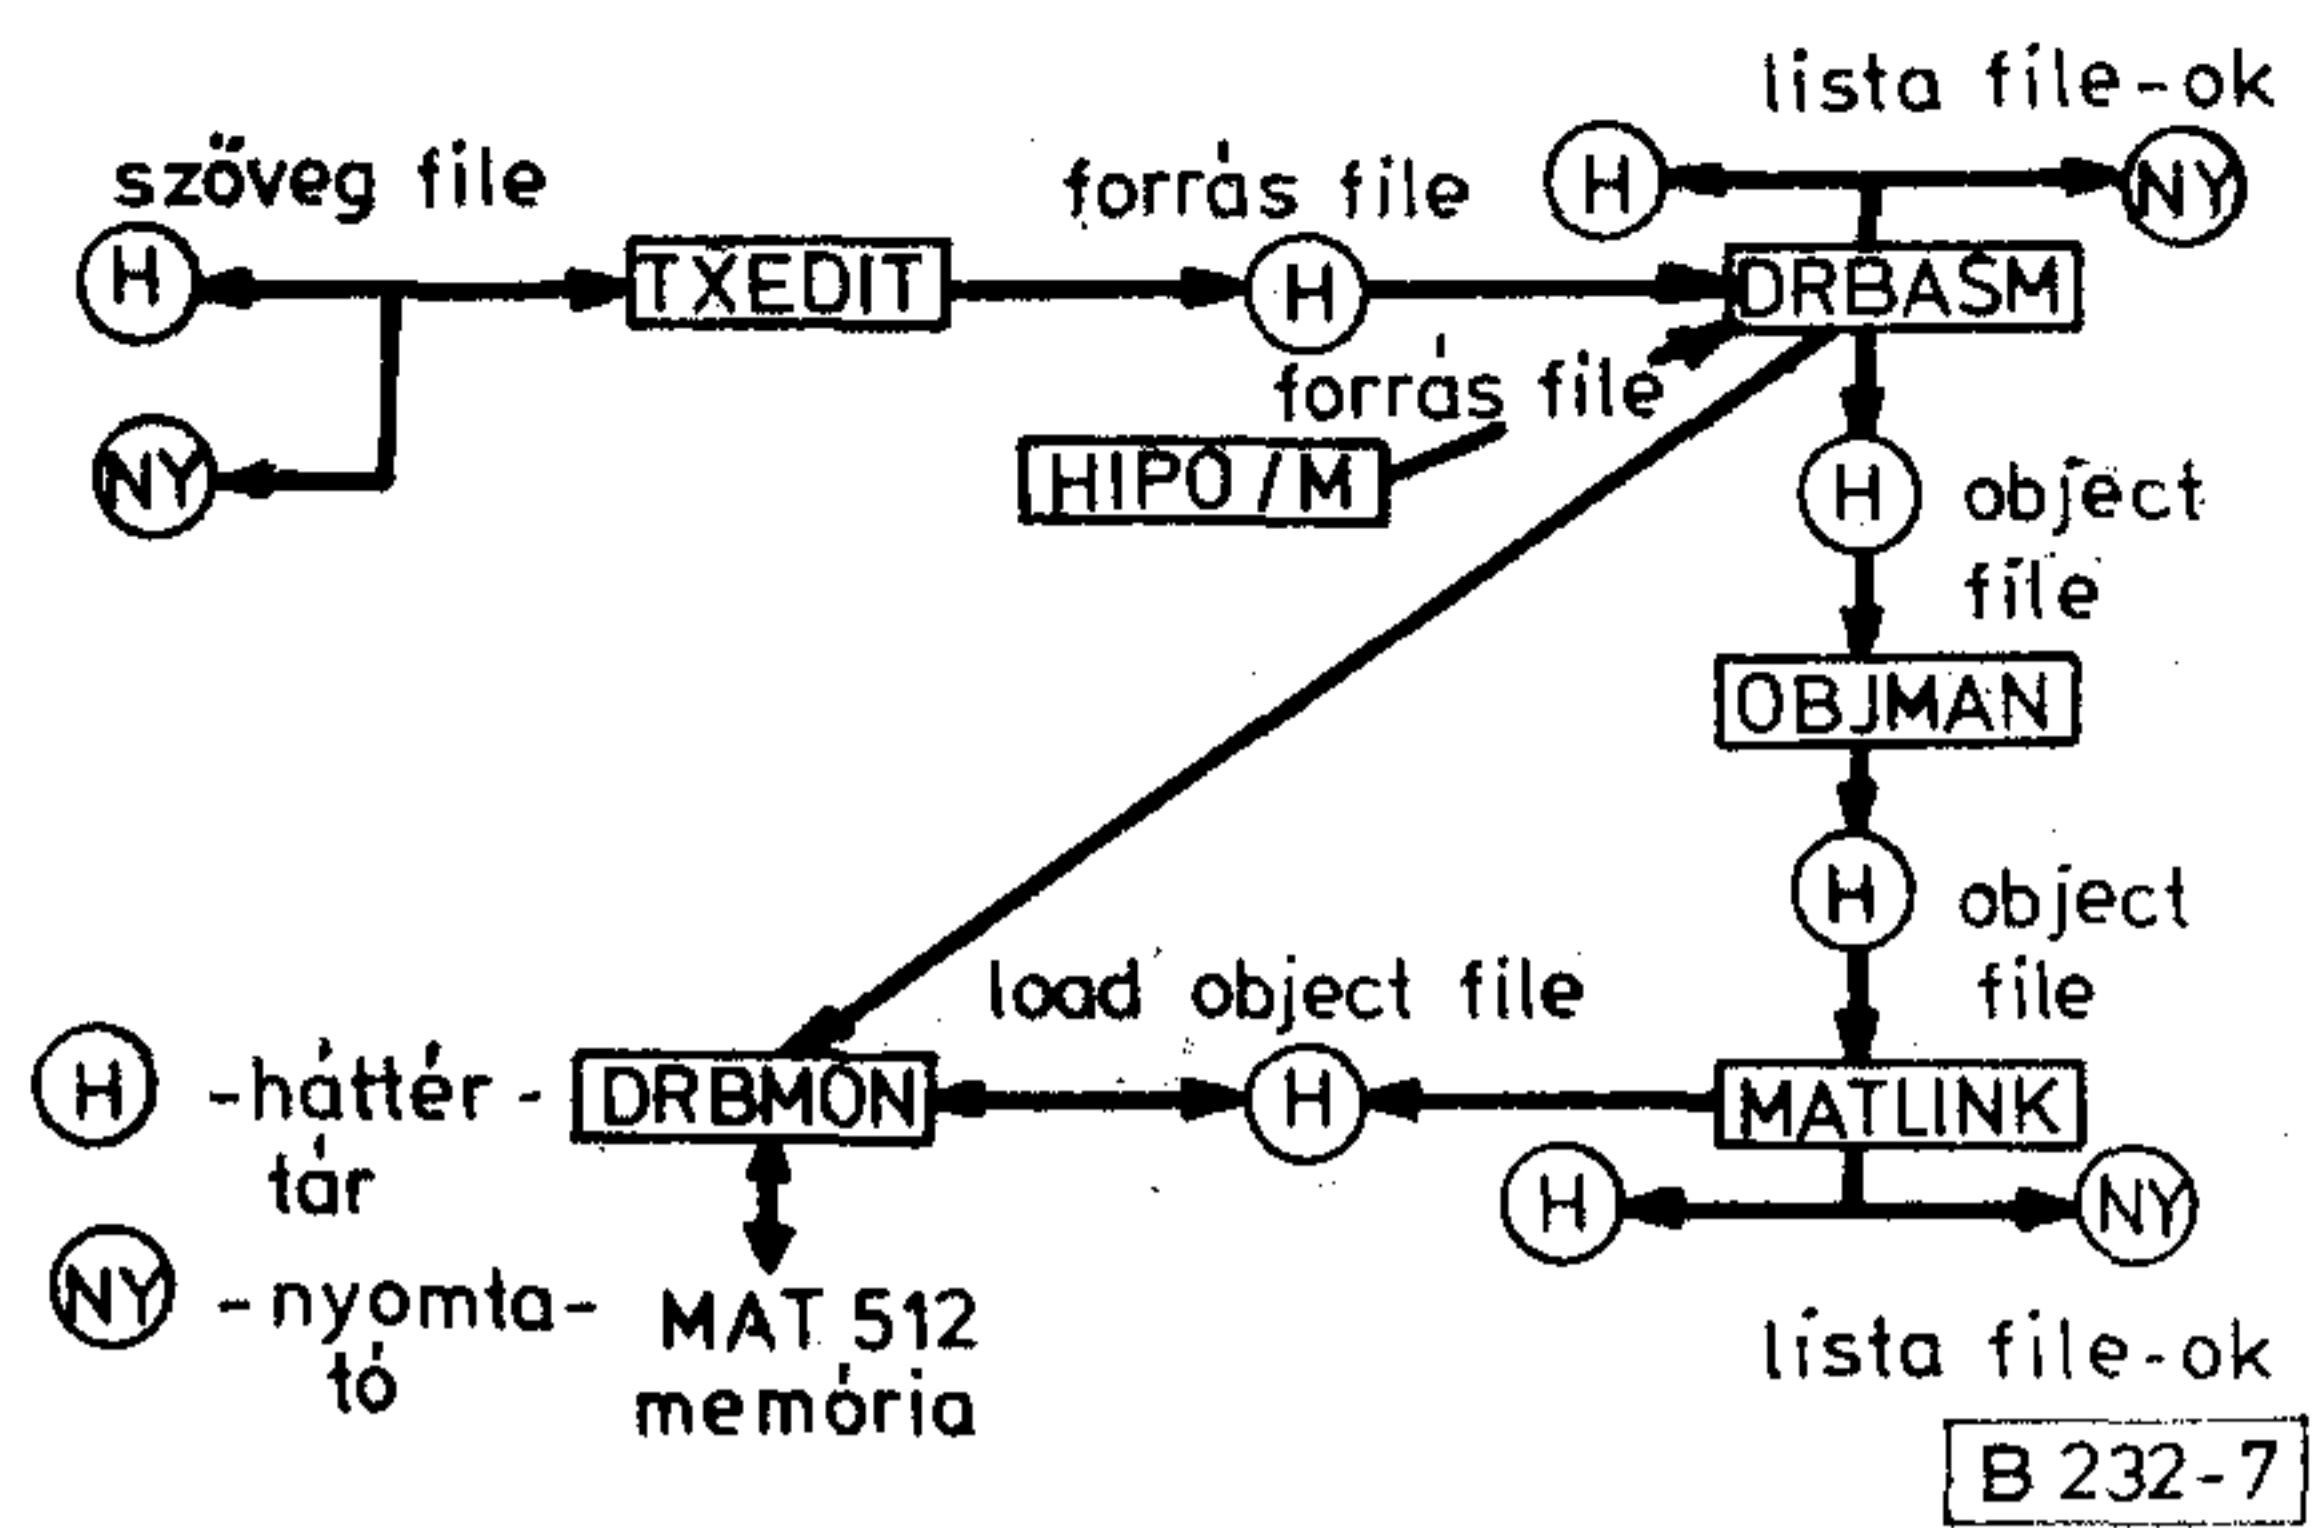 lista file-ok
szöveg file
forrás file
H
NY
H
TXEDIT
H
DRBASM
forrás file
NY
HIPO/M
H
object
file
OBJMAN
H
object
file
load object file
H
-háttér-
tár
DRBMON
H
MATLINK
H
NY
NY
-nyomta-
tó
MAT 512
memória
lista file-ok
B 232-7